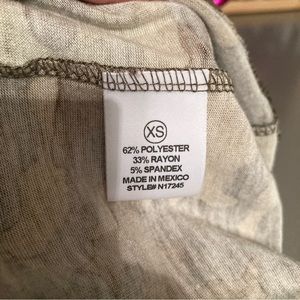 XS
62% POLYESTER
33% RAYON
5% SPANDEX
MADE IN MEXICO
STYLE# N17245